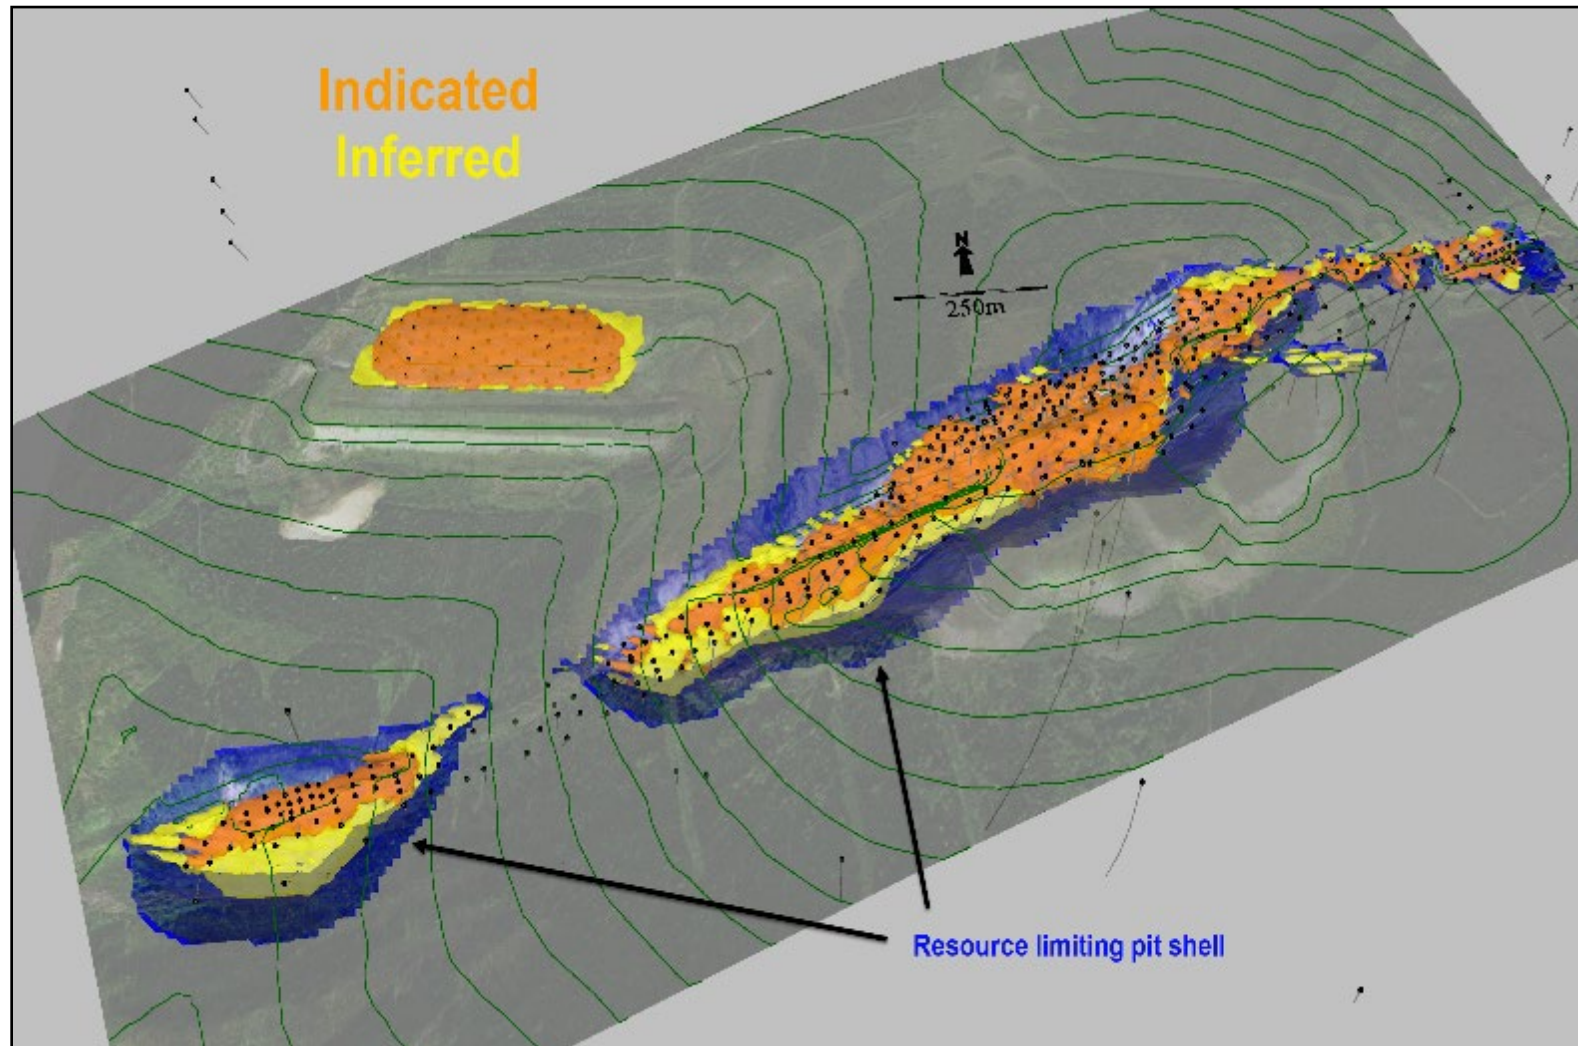 Indicated
Inferred
N
250m
Resource limiting pit shell